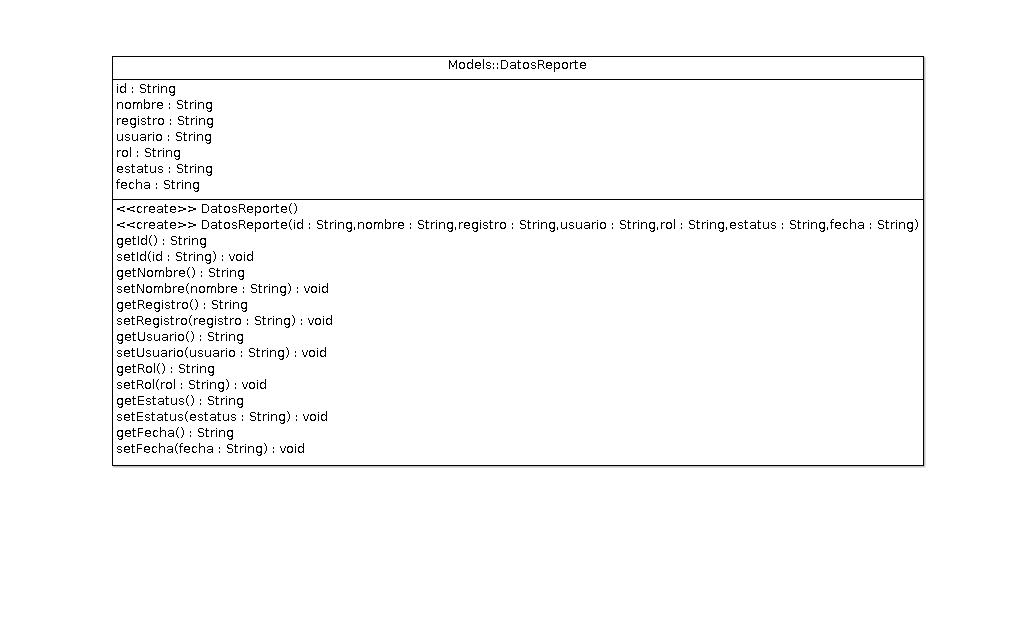 Models::DatosReporte
id : String
nombre : String
registro : String
usuario : String
rol : String
estatus : String
fecha : String
<<create>> DatosReporte()
<<create>> DatosReporte(id : String,nombre : String,registro : String,usuario : String,rol : String,estatus : String,fecha : String)
getId() : String
setId(id : String) : void
getNombre() : String
setNombre(nombre : String) : void
getRegistro() : String
setRegistro(registro : String) : void
getUsuario() : String
setUsuario(usuario : String) : void
getRol() : String
setRol(rol : String) : void
getEstatus() : String
setEstatus(estatus : String) : void
getFecha() : String
setFecha(fecha : String) : void